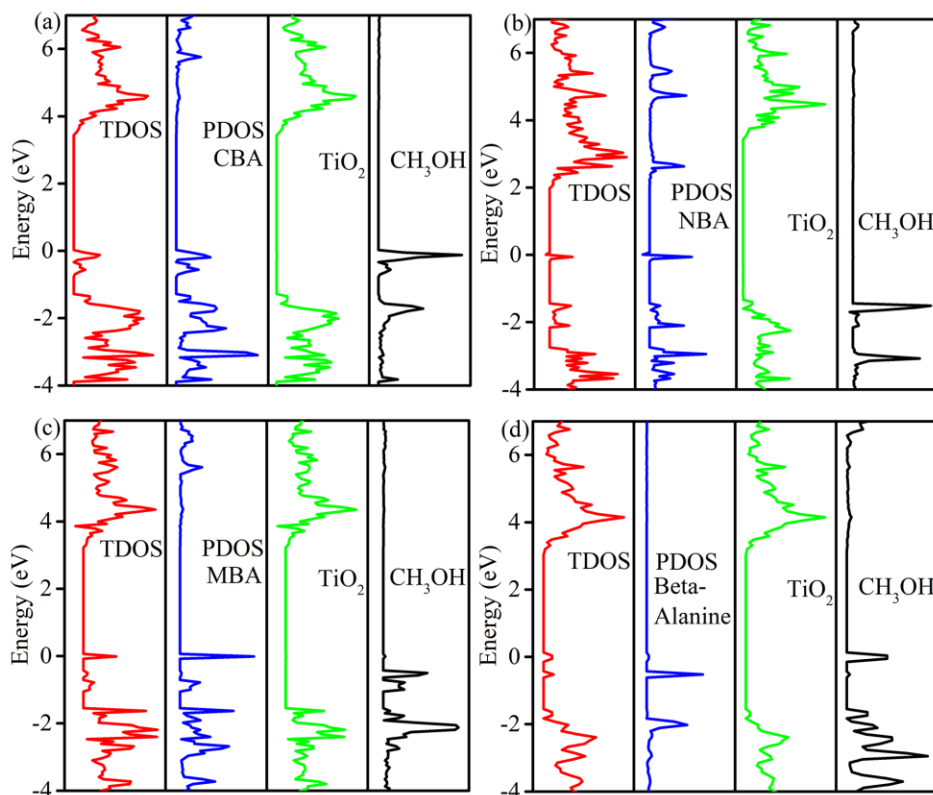 (a)
Energy (eV)
6
4
2
0
-2
-4
TDOS
PDOS
CBA
TiO₂
CH₃OH
(b)
Energy (eV)
6
4
2
0
-2
-4
TDOS
PDOS
NBA
TiO₂
CH₃OH
(c)
Energy (eV)
6
4
2
0
-2
-4
TDOS
PDOS
MBA
TiO₂
CH₃OH
(d)
Energy (eV)
6
4
2
0
-2
-4
TDOS
PDOS
Beta-
Alanine
TiO₂
CH₃OH